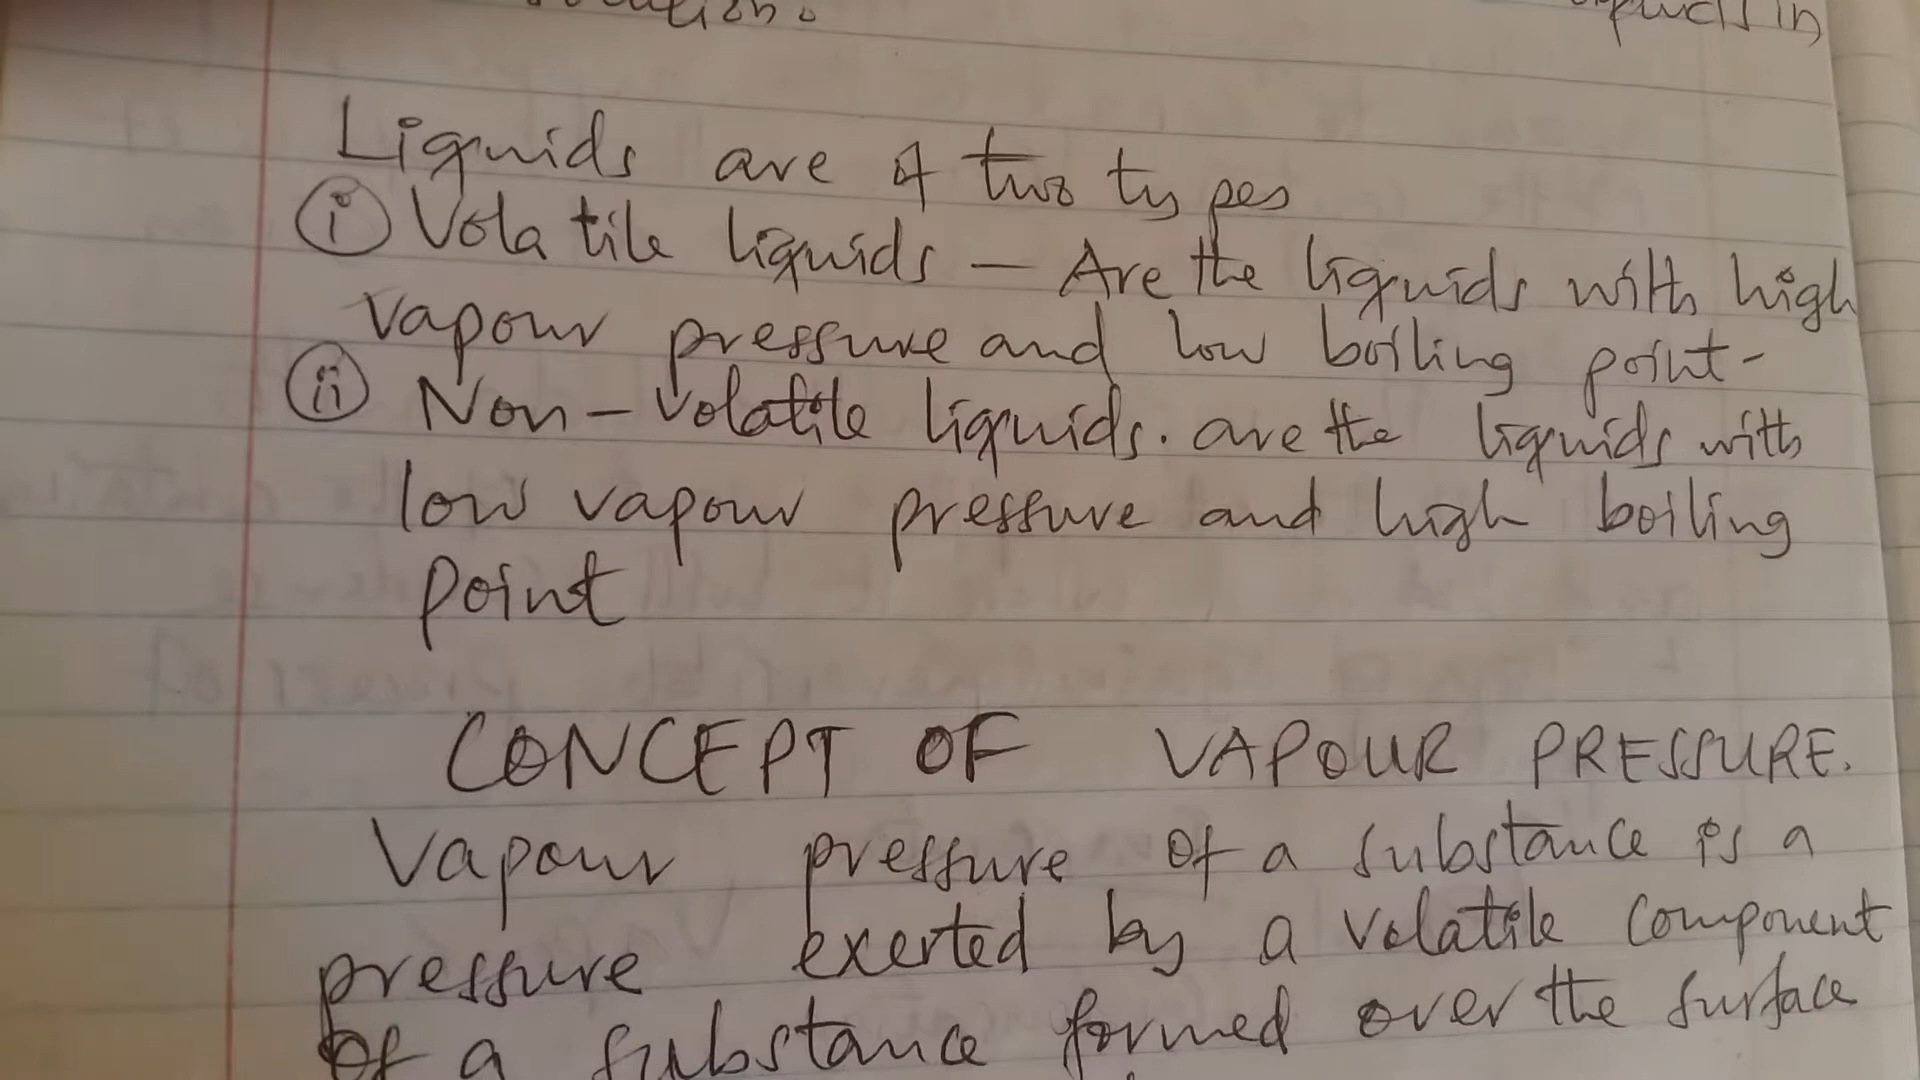 Liquids are of two types
(i) Volatile liquids - Are the liquids with high
vapour pressure and low boiling point-
(ii) Non-volatile liquids. are the liquids with
low vapour pressure and high boiling
point
CONCEPT OF VAPOUR PRESSURE.
Vapour pressure of a substance is a
pressure exerted by a volatile component
of a substance formed over the surface